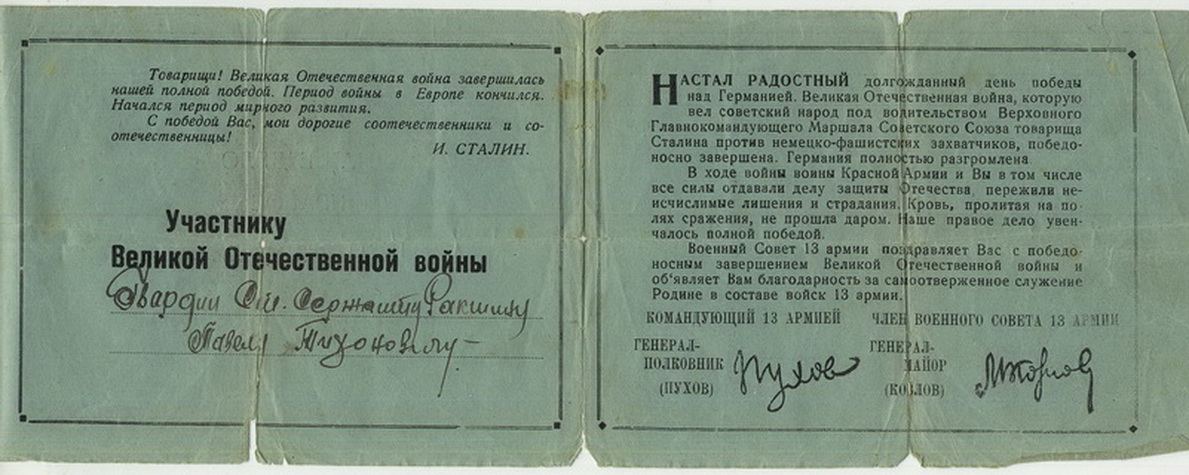 Товарищи! Великая Отечественная война завершилась
нашей полной победой. Период войны в Европе кончился.
Начался период мирного развития.
С победой Вас, мои дорогие соотечественники и со-
отечественницы!
И. СТАЛИН.
Участнику
Великой Отечественной войны
Гвардии Ст. Сержанту Ракшину
Павелу Тихоновичу
НАСТАЛ РАДОСТНЫЙ долгожданный день победы
над Германией. Великая Отечественная война, которую
вел советский народ под водительством Верховного
Главнокомандующего Маршала Советского Союза товарища
Сталина против немецко-фашистских захватчиков, победо-
носно завершена. Германия полностью разгромлена.
В ходе войны воины Красной Армии и Вы в том числе
все силы отдавали делу защиты Отечества, пережили не-
исчислимые лишения и страдания. Кровь, пролитая на по-
лях сражения, не прошла даром. Наше правое дело увен-
чалось полной победой.
Военный Совет 13 армии поздравляет Вас с победо-
носным завершением Великой Отечественной войны и
об‘являет Вам благодарность за самоотверженное служение
Родине в составе войск 13 армии.
КОМАНДУЮЩИЙ 13 АРМИЕЙ
ЧЛЕН ВОЕННОГО СОВЕТА 13 АРМИИ
ГЕНЕРАЛ-
ПОЛКОВНИК
(ПУХОВ)
Пухов
ГЕНЕРАЛ-
МАЙОР
(КОЗЛОВ)